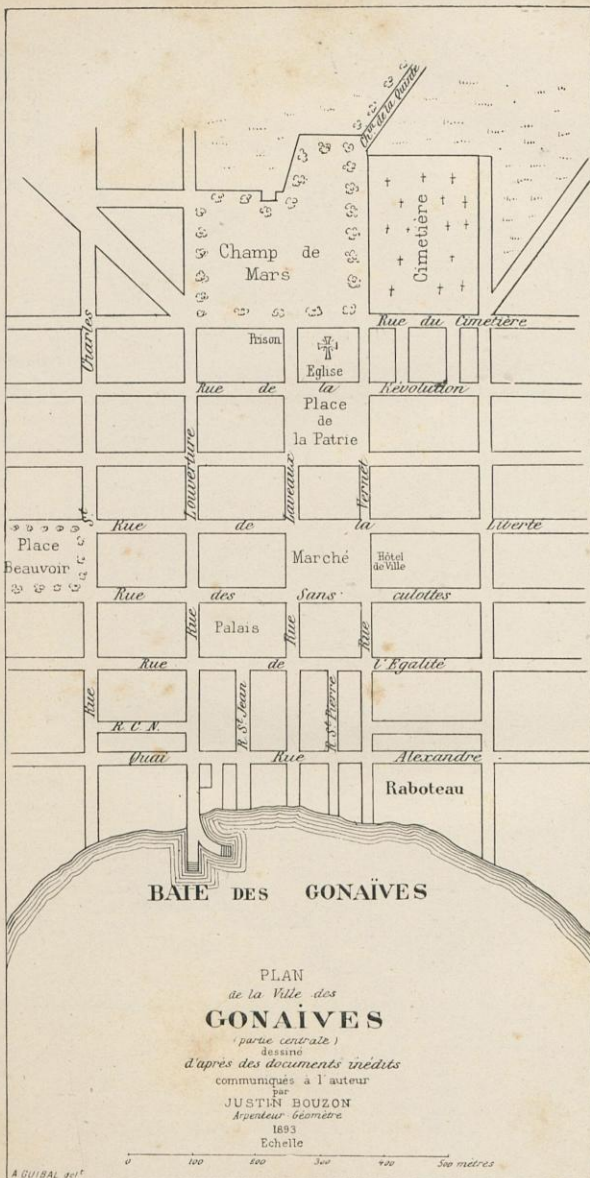 Chin de la Quinte
Champ de
Mars
Cimetière
Rue du Cimetière
Prison
Eglise
Rue de la Révolution
Place
de
la Patrie
Rue St Charles
Rue Louverture
Rue Laveaux
Rue Vernet
Rue de la Liberté
Place
Beauvoir
Marché
Hôtel
de Ville
Rue des Sans culottes
Palais
Rue de l'Egalité
R. St Jean
R. St Pierre
R. C. N.
Quai Rue Alexandre
Raboteau
BAIE DES GONAÏVES
PLAN
de la Ville des
GONAÏVES
(partie centrale)
dessiné
d'après des documents inédits
communiqués à l'auteur
par
JUSTIN BOUZON
Arpenteur Géomètre
1893
Echelle
0 100 200 300 400 500 mètres
A. GUIBAL delt